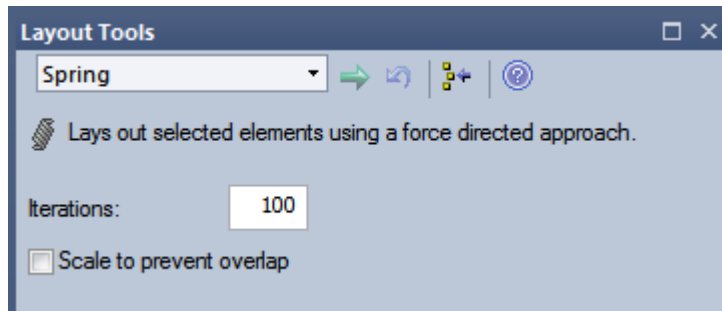 Layout Tools
Spring
Lays out selected elements using a force directed approach.
Iterations: 100
Scale to prevent overlap